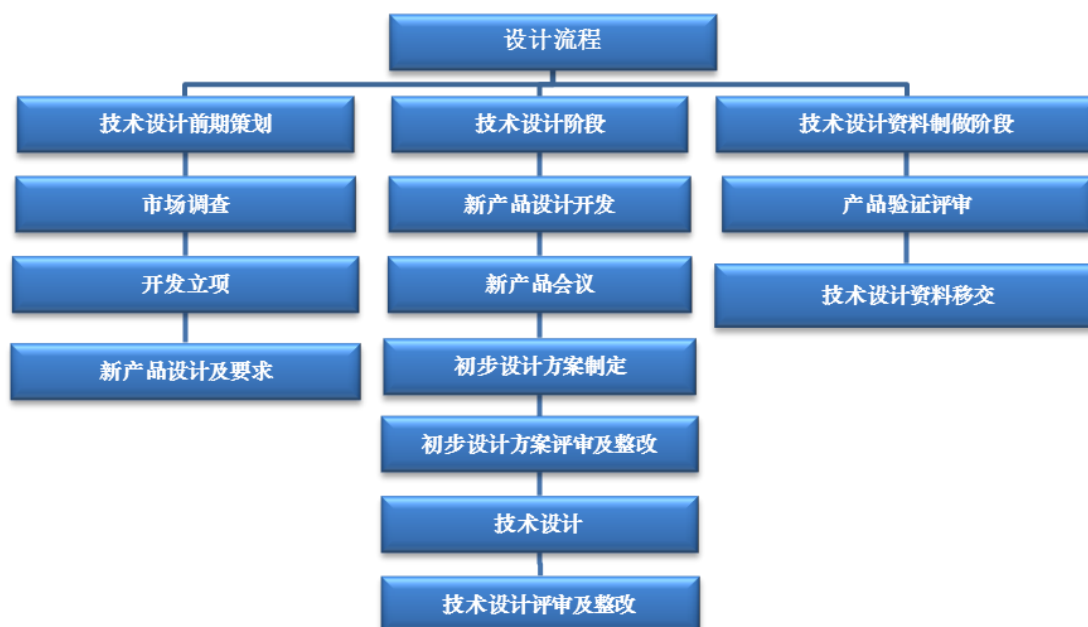 设计流程
技术设计前期策划
市场调查
开发立项
新产品设计及要求
技术设计阶段
新产品设计开发
新产品会议
初步设计方案制定
初步设计方案评审及整改
技术设计
技术设计评审及整改
技术设计资料制做阶段
产品验证评审
技术设计资料移交